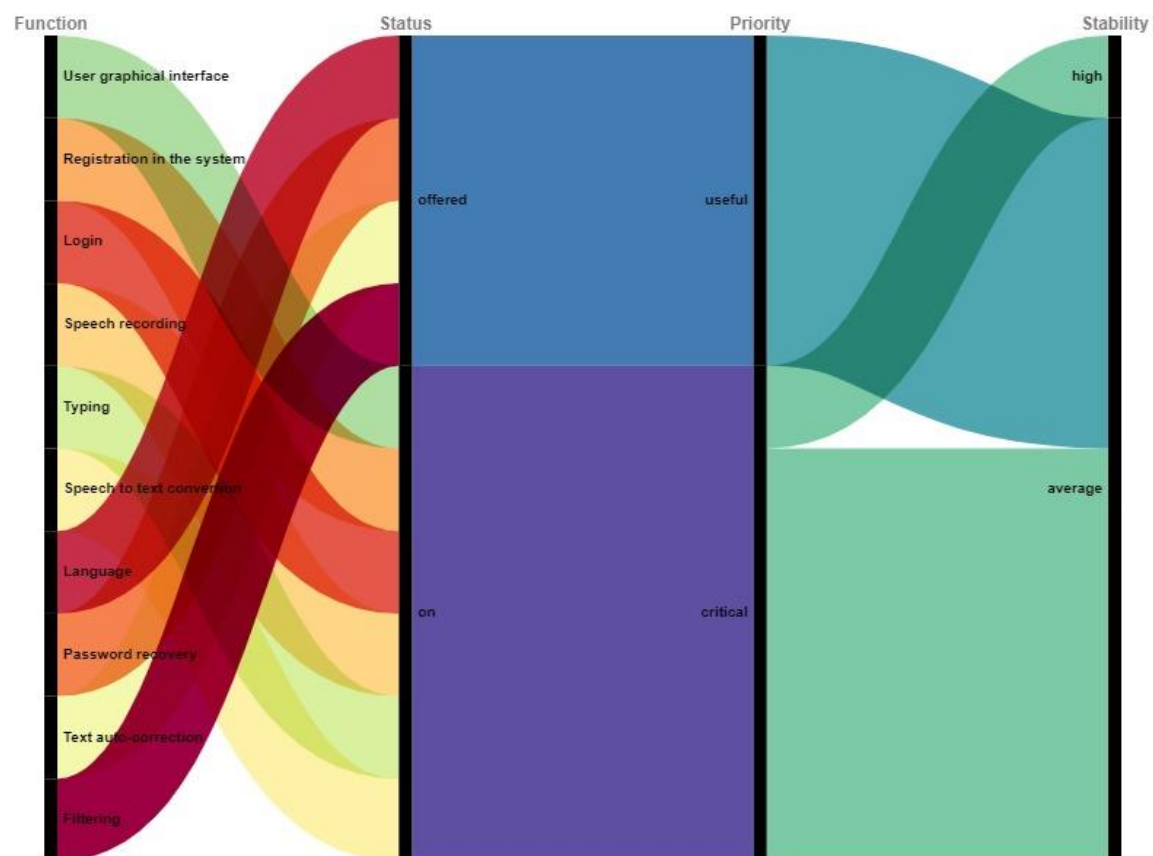 Function
Status
Priority
Stability
User graphical interface
high
Registration in the system
offered
useful
Login
Speech recording
Typing
Speech to text convertion
average
Language
on
critical
Password recovery
Text auto-correction
Filtering